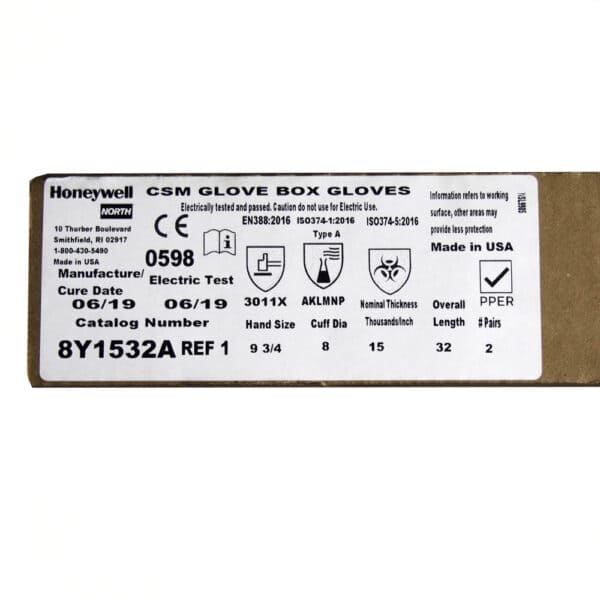 Honeywell
NORTH
CSM GLOVE BOX GLOVES
Electrically tested and passed. Caution do not use for Electric Use.
10 Thurber Boulevard
Smithfield, RI 02917
1-800-430-5490
Made in USA
CE
0598
EN388:2016 ISO374-1:2016 ISO374-5:2016
Type A
Information refers to working
surface, other areas may
provide less protection
Made in USA
Manufacture/
Cure Date
06/19
Electric Test
06/19
3011X
AKLMNP
PPER
Catalog Number
8Y1532A REF 1
Hand Size
9 3/4
Cuff Dia
8
Nominal Thickness
Thousands/Inch
15
Overall
Length
32
# Pairs
2